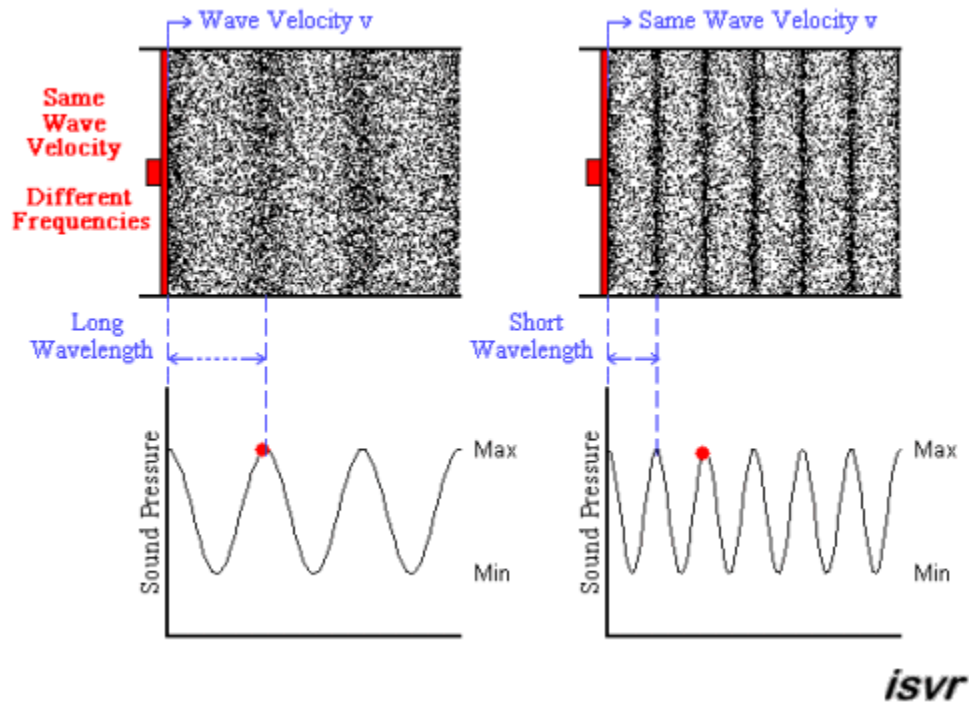 Wave Velocity v
Same Wave Velocity v
Same
Wave
Velocity
Different
Frequencies
Long
Wavelength
Short
Wavelength
Sound Pressure
Max
Min
Sound Pressure
Max
Min
isvr